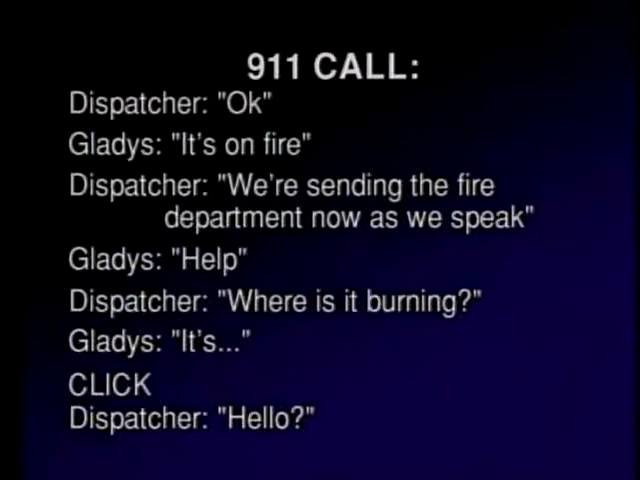 911 CALL:
Dispatcher: "Ok"
Gladys: "It's on fire"
Dispatcher: "We're sending the fire
department now as we speak"
Gladys: "Help"
Dispatcher: "Where is it burning?"
Gladys: "It's..."
CLICK
Dispatcher: "Hello?"